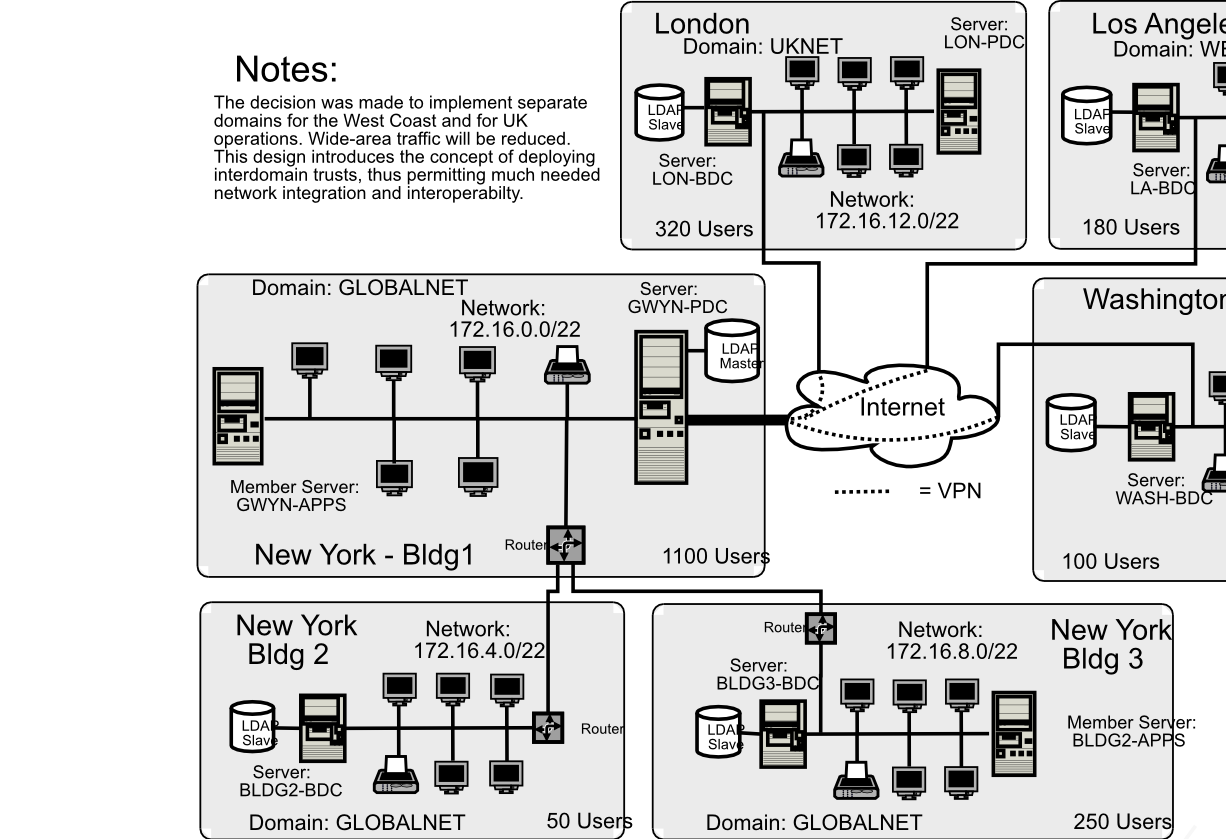 Notes:
The decision was made to implement separate
domains for the West Coast and for UK
operations. Wide-area traffic will be reduced.
This design introduces the concept of deploying
interdomain trusts, thus permitting much needed
network integration and interoperabilty.
London
Domain: UKNET
Server:
LON-PDC
LDAP
Slave
Server:
LON-BDC
Network:
172.16.12.0/22
320 Users
Los Angele
Domain: WE
LDAP
Slave
Server:
LA-BDC
180 Users
Domain: GLOBALNET
Network:
172.16.0.0/22
Server:
GWYN-PDC
LDAP
Master
Member Server:
GWYN-APPS
New York - Bldg1
Router
1100 Users
Internet
= VPN
Washington
LDAP
Slave
Server:
WASH-BDC
100 Users
New York
Bldg 2
Network:
172.16.4.0/22
LDAP
Slave
Router
Server:
BLDG2-BDC
Domain: GLOBALNET
50 Users
Router
Network:
172.16.8.0/22
New York
Bldg 3
Server:
BLDG3-BDC
LDAP
Slave
Member Server:
BLDG2-APPS
Domain: GLOBALNET
250 Users